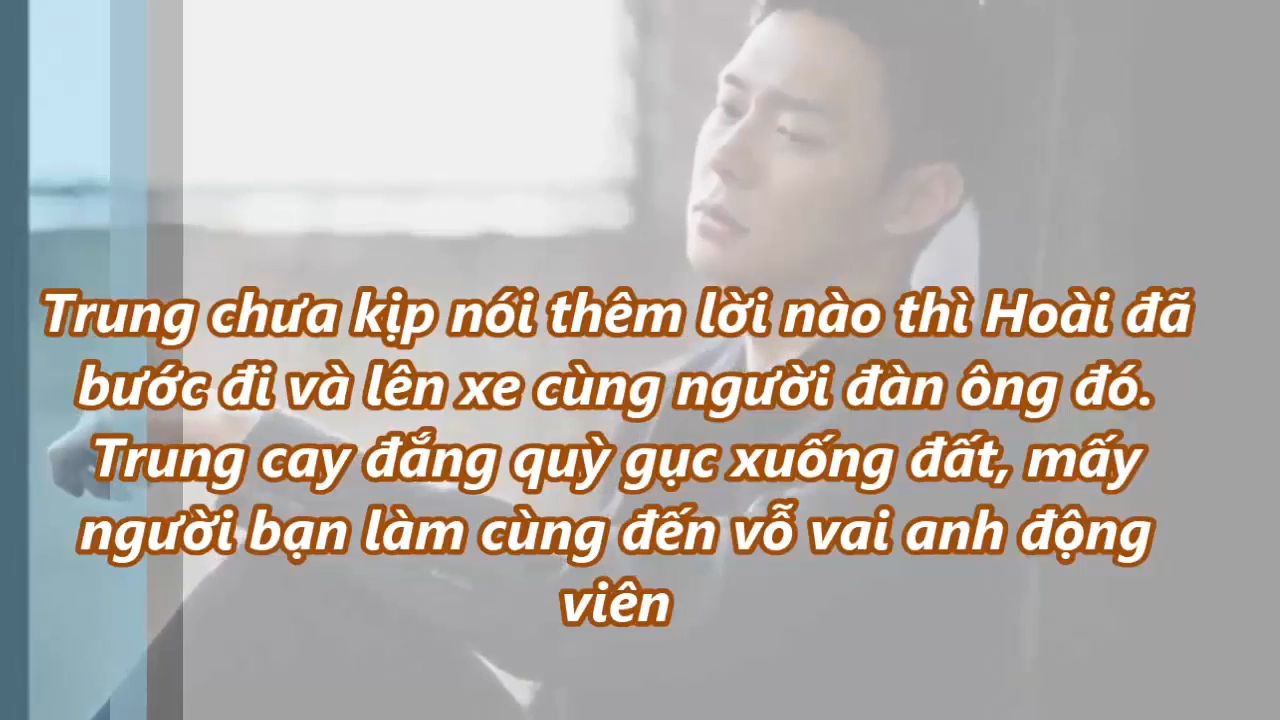 Trung chưa kịp nói thêm lời nào thì Hoài đã
bước đi và lên xe cùng người đàn ông đó.
Trung cay đắng quỳ gục xuống đất, mấy
người bạn làm cùng đến vỗ vai anh động
viên